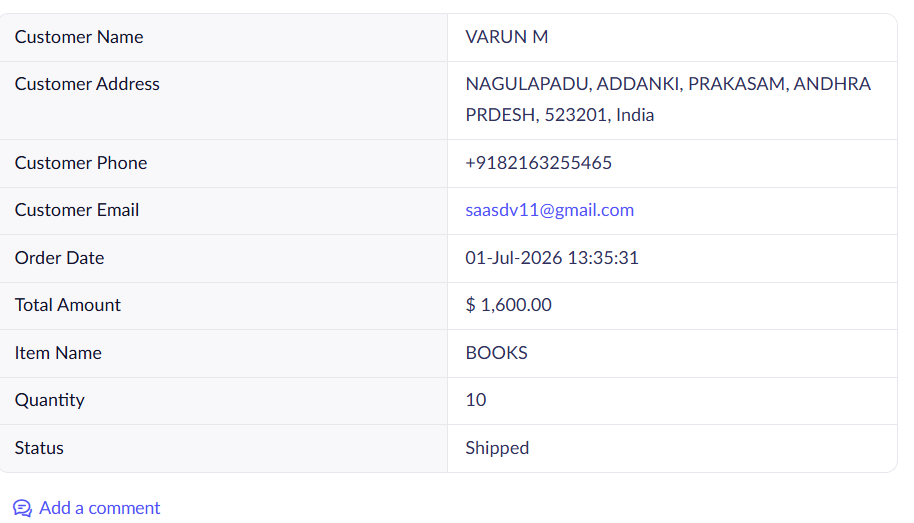 Customer Name VARUN M
Customer Address NAGULAPADU, ADDANKI, PRAKASAM, ANDHRA
PRDESH, 523201, India
Customer Phone +9182163255465
Customer Email saasdv11@gmail.com
Order Date 01-Jul-2026 13:35:31
Total Amount $ 1,600.00
Item Name BOOKS
Quantity 10
Status Shipped
Add a comment